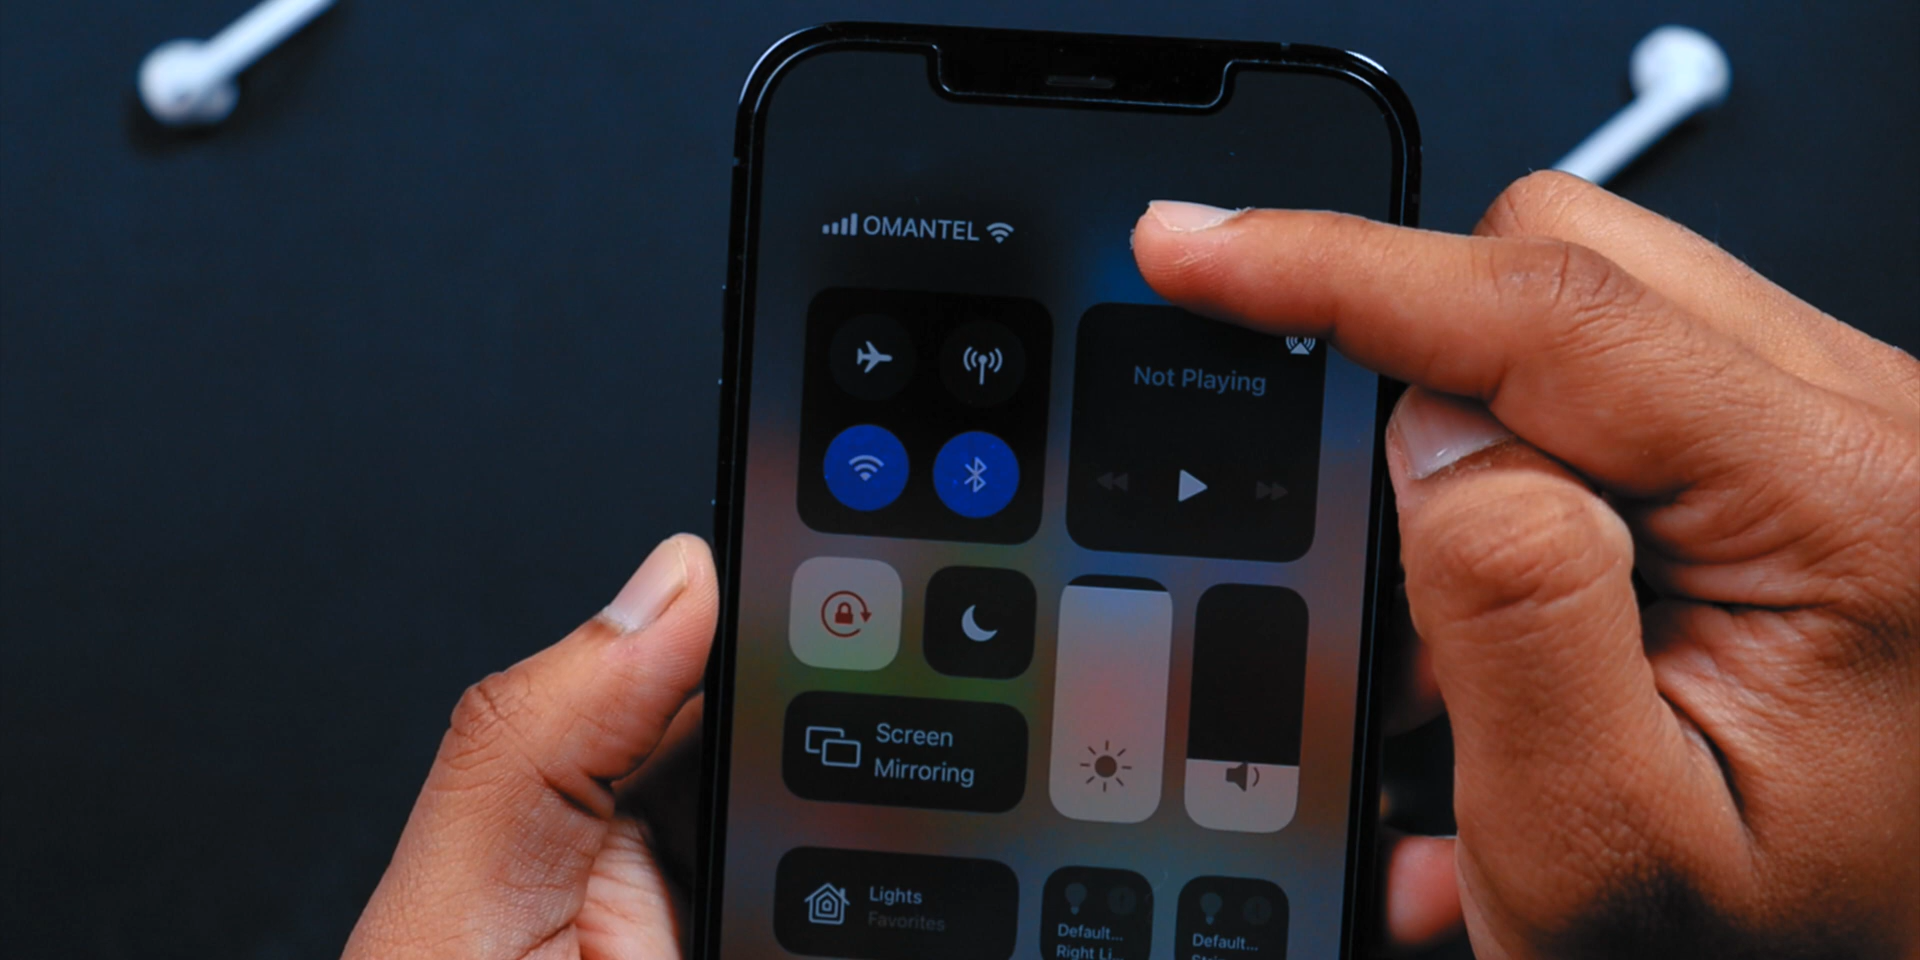 OMANTEL
Not Playing
Screen
Mirroring
Lights
Favorites
Default...
Right Li...
Default...